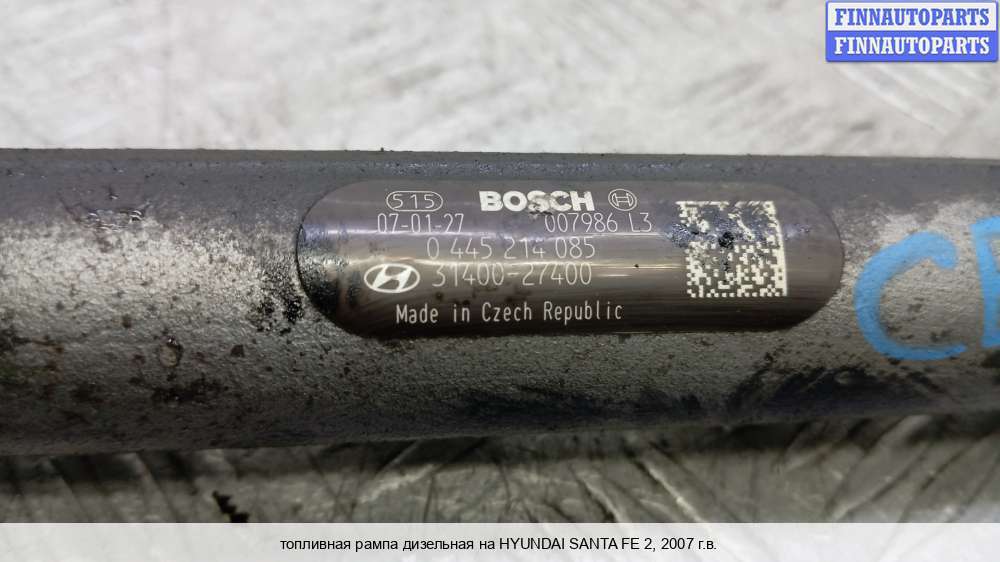 FINNAUTOPARTS
FINNAUTOPARTS
S15 BOSCH
07-01-27 007986 L3
0 445 214 085
31400-27400
Made in Czech Republic
топливная рампа дизельная на HYUNDAI SANTA FE 2, 2007 г.в.